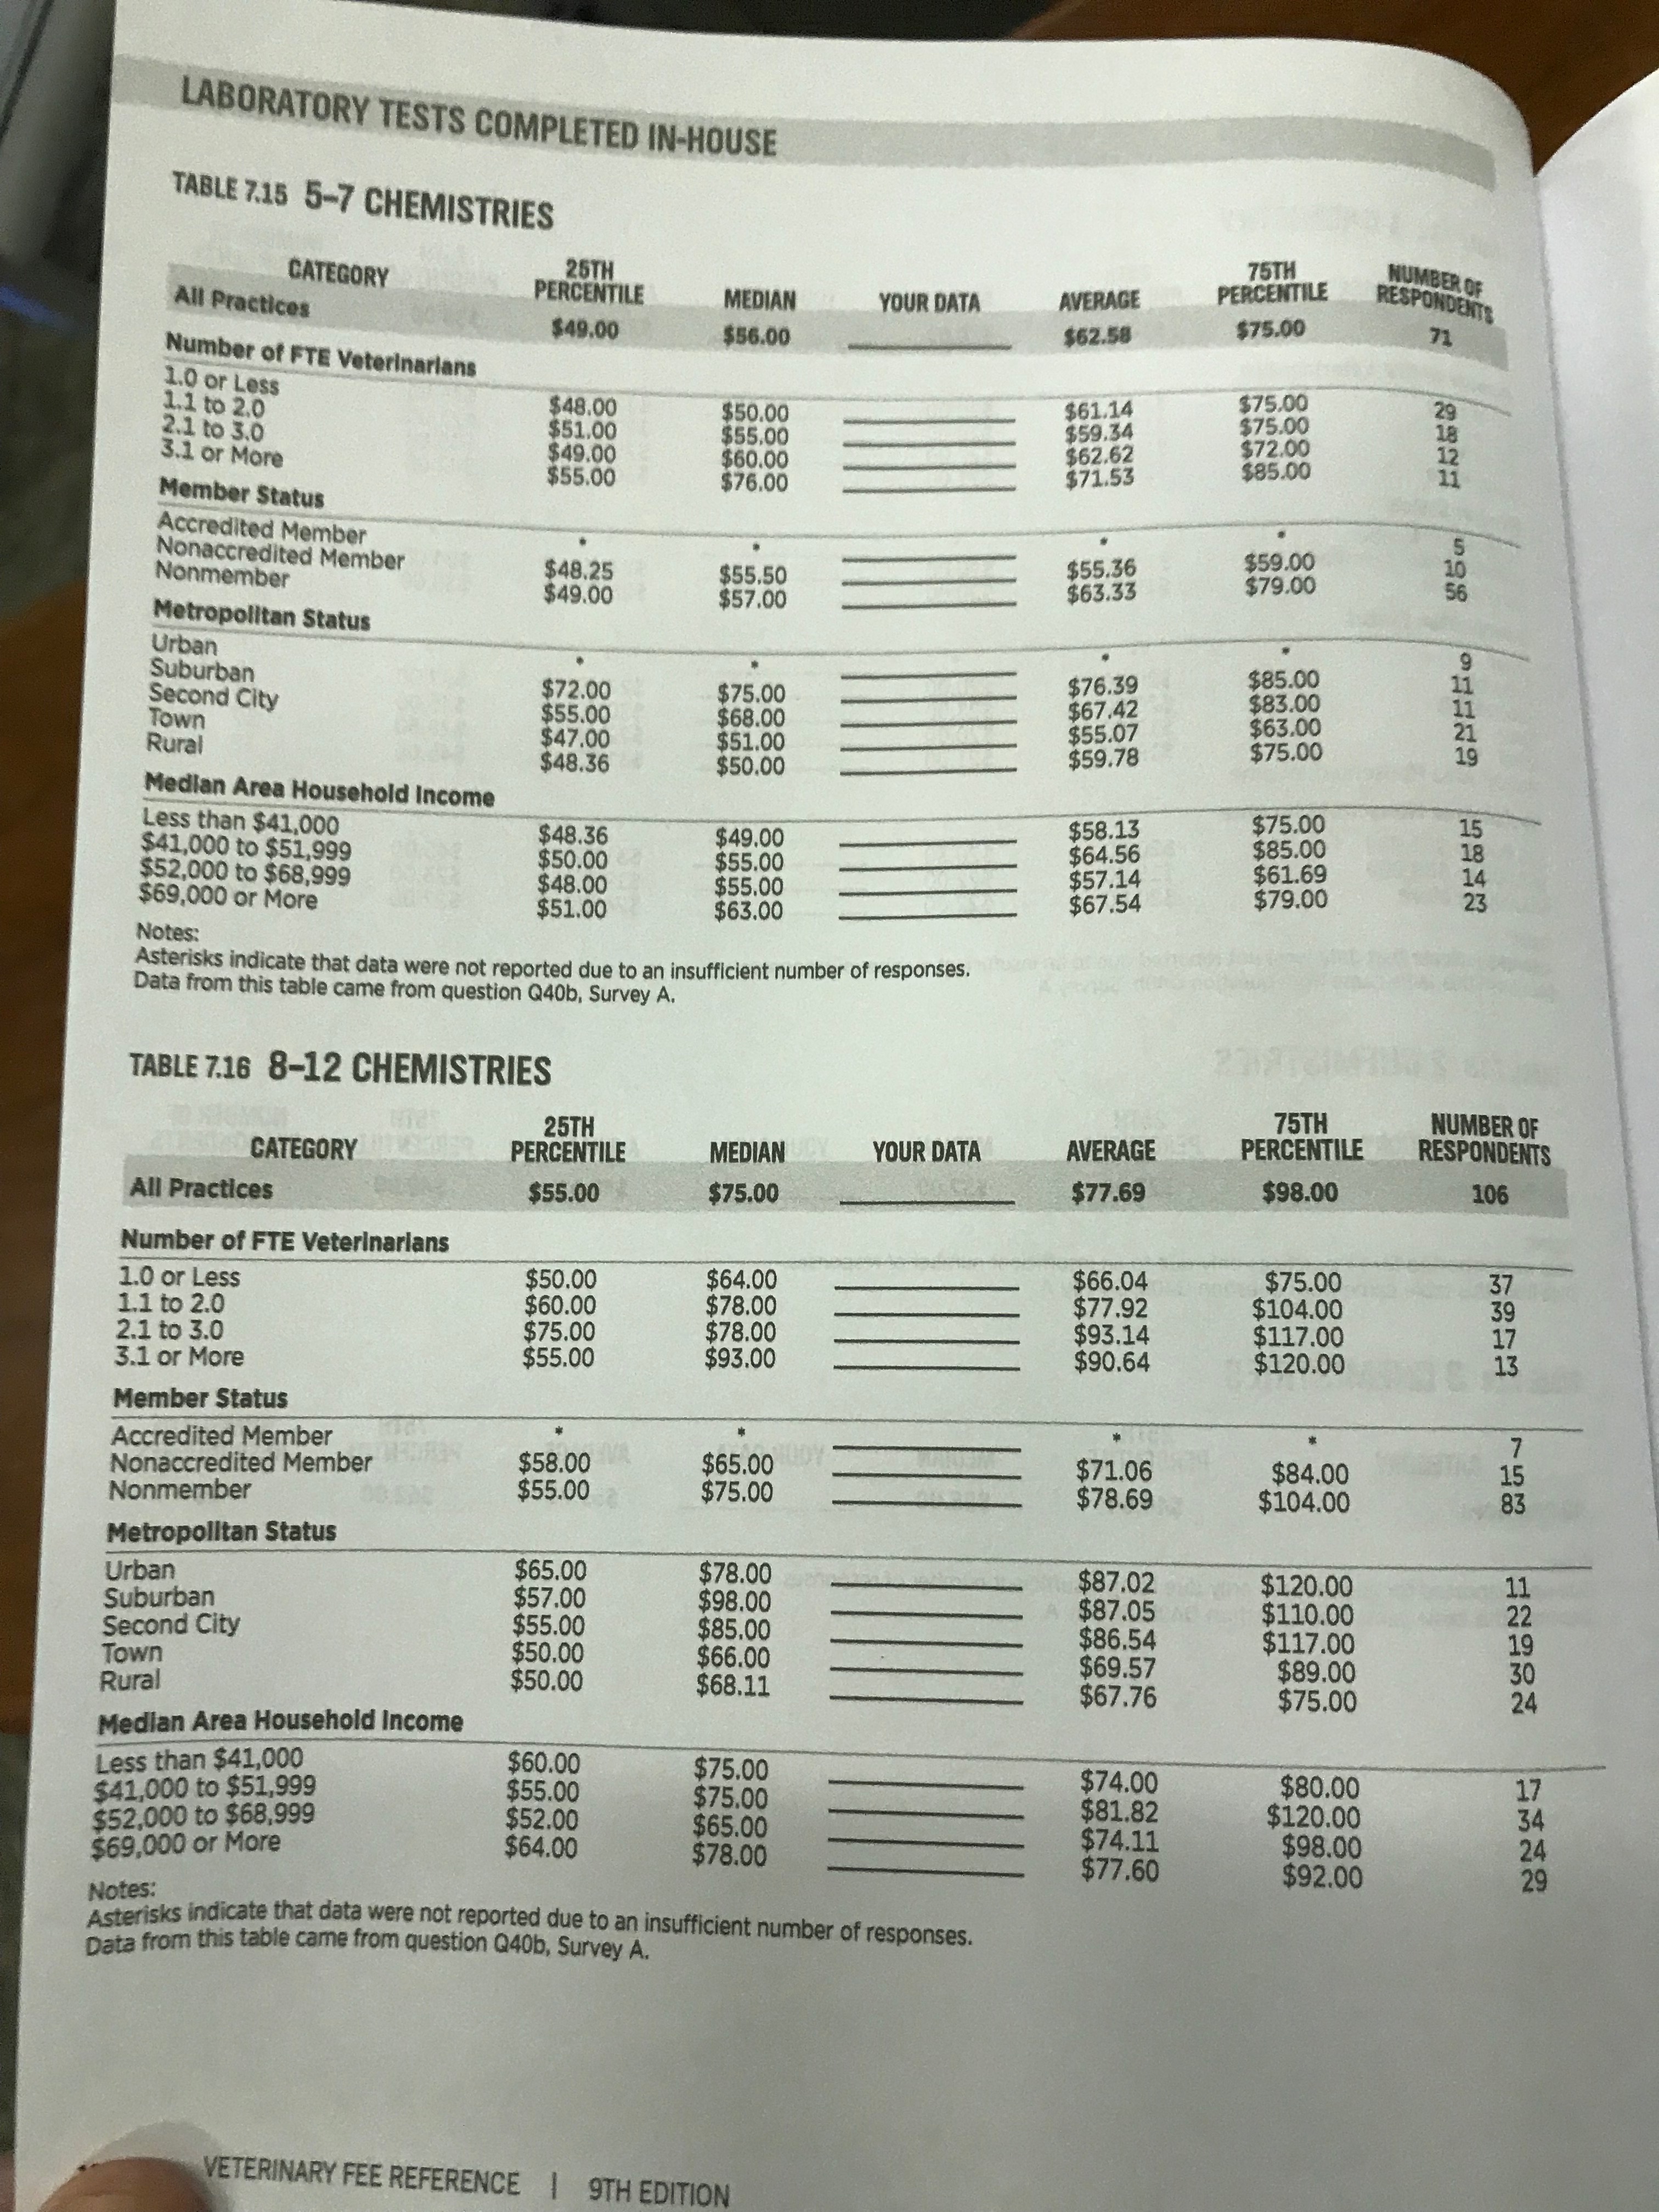 LABORATORY TESTS COMPLETED IN-HOUSE
TABLE 7.15 5–7 CHEMISTRIES
CATEGORY 25TH PERCENTILE MEDIAN YOUR DATA AVERAGE 75TH PERCENTILE NUMBER OF RESPONDENTS
All Practices $49.00 $56.00 $62.58 $75.00 71
Number of FTE Veterinarians
1.0 or Less $48.00 $50.00 $61.14 $75.00 29
1.1 to 2.0 $51.00 $55.00 $59.34 $75.00 18
2.1 to 3.0 $49.00 $60.00 $62.62 $72.00 12
3.1 or More $55.00 $76.00 $71.53 $85.00 11
Member Status
Accredited Member * * * * 5
Nonaccredited Member $48.25 $55.50 $55.36 $59.00 10
Nonmember $49.00 $57.00 $63.33 $79.00 56
Metropolitan Status
Urban * * * * 9
Suburban $72.00 $75.00 $76.39 $85.00 11
Second City $55.00 $68.00 $67.42 $83.00 11
Town $47.00 $51.00 $55.07 $63.00 21
Rural $48.36 $50.00 $59.78 $75.00 19
Median Area Household Income
Less than $41,000 $48.36 $49.00 $58.13 $75.00 15
$41,000 to $51,999 $50.00 $55.00 $64.56 $85.00 18
$52,000 to $68,999 $48.00 $55.00 $57.14 $61.69 14
$69,000 or More $51.00 $63.00 $67.54 $79.00 23
Notes:
Asterisks indicate that data were not reported due to an insufficient number of responses.
Data from this table came from question Q40b, Survey A.
TABLE 7.16 8–12 CHEMISTRIES
CATEGORY 25TH PERCENTILE MEDIAN YOUR DATA AVERAGE 75TH PERCENTILE NUMBER OF RESPONDENTS
All Practices $55.00 $75.00 $77.69 $98.00 106
Number of FTE Veterinarians
1.0 or Less $50.00 $64.00 $66.04 $75.00 37
1.1 to 2.0 $60.00 $78.00 $77.92 $104.00 39
2.1 to 3.0 $75.00 $78.00 $93.14 $117.00 17
3.1 or More $55.00 $93.00 $90.64 $120.00 13
Member Status
Accredited Member * * * * 7
Nonaccredited Member $58.00 $65.00 $71.06 $84.00 15
Nonmember $55.00 $75.00 $78.69 $104.00 83
Metropolitan Status
Urban $65.00 $78.00 $87.02 $120.00 11
Suburban $57.00 $98.00 $87.05 $110.00 22
Second City $55.00 $85.00 $86.54 $117.00 19
Town $50.00 $66.00 $69.57 $89.00 30
Rural $50.00 $68.11 $67.76 $75.00 24
Median Area Household Income
Less than $41,000 $60.00 $75.00 $74.00 $80.00 17
$41,000 to $51,999 $55.00 $75.00 $81.82 $120.00 34
$52,000 to $68,999 $52.00 $65.00 $74.11 $98.00 24
$69,000 or More $64.00 $78.00 $77.60 $92.00 29
Notes:
Asterisks indicate that data were not reported due to an insufficient number of responses.
Data from this table came from question Q40b, Survey A.
VETERINARY FEE REFERENCE | 9TH EDITION